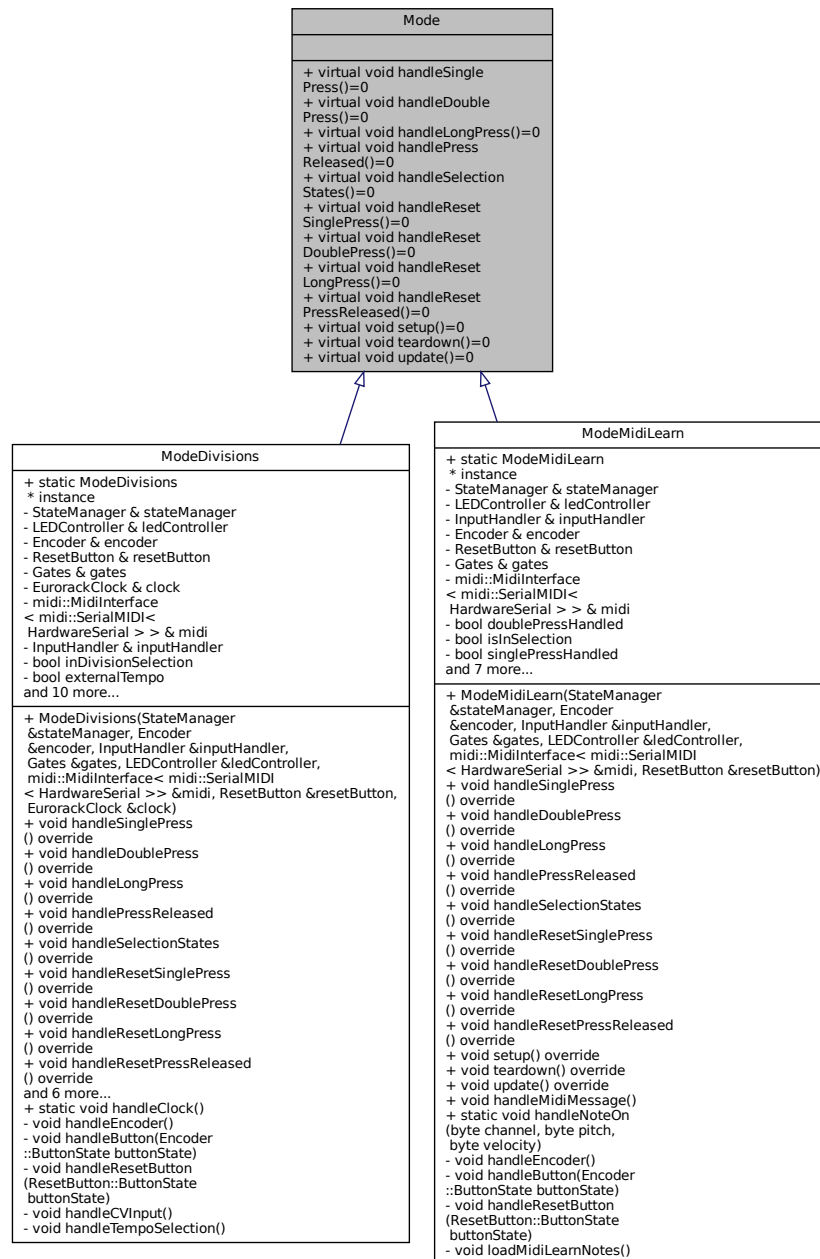 Mode
+ virtual void handleSingle
Press()=0
+ virtual void handleDouble
Press()=0
+ virtual void handleLongPress()=0
+ virtual void handlePress
Released()=0
+ virtual void handleSelection
States()=0
+ virtual void handleReset
SinglePress()=0
+ virtual void handleReset
DoublePress()=0
+ virtual void handleReset
LongPress()=0
+ virtual void handleReset
PressReleased()=0
+ virtual void setup()=0
+ virtual void teardown()=0
+ virtual void update()=0
ModeDivisions
+ static ModeDivisions
* instance
- StateManager & stateManager
- LEDController & ledController
- Encoder & encoder
- ResetButton & resetButton
- Gates & gates
- EurorackClock & clock
- midi::MidiInterface
< midi::SerialMIDI<
HardwareSerial > > & midi
- InputHandler & inputHandler
- bool inDivisionSelection
- bool externalTempo
and 10 more...
+ ModeDivisions(StateManager
&stateManager, Encoder
&encoder, InputHandler &inputHandler,
Gates &gates, LEDController &ledController,
midi::MidiInterface< midi::SerialMIDI
< HardwareSerial >> &midi, ResetButton &resetButton,
EurorackClock &clock)
+ void handleSinglePress
() override
+ void handleDoublePress
() override
+ void handleLongPress
() override
+ void handlePressReleased
() override
+ void handleSelectionStates
() override
+ void handleResetSinglePress
() override
+ void handleResetDoublePress
() override
+ void handleResetLongPress
() override
+ void handleResetPressReleased
() override
and 6 more...
+ static void handleClock()
- void handleEncoder()
- void handleButton(Encoder
::ButtonState buttonState)
- void handleResetButton
(ResetButton::ButtonState
buttonState)
- void handleCVInput()
- void handleTempoSelection()
ModeMidiLearn
+ static ModeMidiLearn
* instance
- StateManager & stateManager
- LEDController & ledController
- InputHandler & inputHandler
- Encoder & encoder
- ResetButton & resetButton
- Gates & gates
- midi::MidiInterface
< midi::SerialMIDI<
HardwareSerial > > & midi
- bool doublePressHandled
- bool isInSelection
- bool singlePressHandled
and 7 more...
+ ModeMidiLearn(StateManager
&stateManager, Encoder
&encoder, InputHandler &inputHandler,
Gates &gates, LEDController &ledController,
midi::MidiInterface< midi::SerialMIDI
< HardwareSerial >> &midi, ResetButton &resetButton)
+ void handleSinglePress
() override
+ void handleDoublePress
() override
+ void handleLongPress
() override
+ void handlePressReleased
() override
+ void handleSelectionStates
() override
+ void handleResetSinglePress
() override
+ void handleResetDoublePress
() override
+ void handleResetLongPress
() override
+ void handleResetPressReleased
() override
+ void setup() override
+ void teardown() override
+ void update() override
+ void handleMidiMessage()
+ static void handleNoteOn
(byte channel, byte pitch,
byte velocity)
- void handleEncoder()
- void handleButton(Encoder
::ButtonState buttonState)
- void handleResetButton
(ResetButton::ButtonState
buttonState)
- void loadMidiLearnNotes()